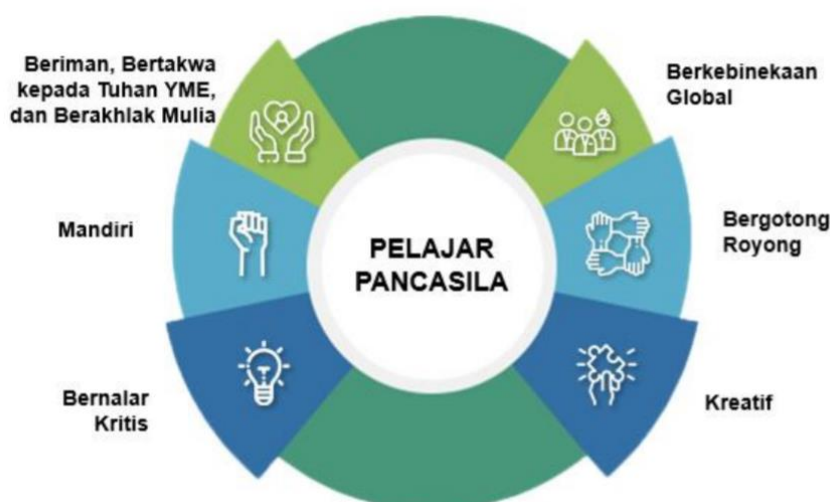 Beriman, Bertakwa
kepada Tuhan YME,
dan Berakhlak Mulia
Mandiri
Bernalar
Kritis
PELAJAR
PANCASILA
Berkebinekaan
Global
Bergotong
Royong
Kreatif